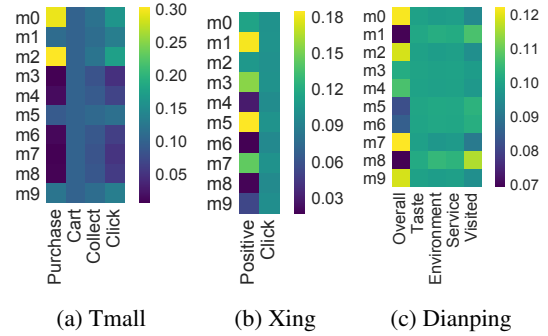 m0
m1
m2
m3
m4
m5
m6
m7
m8
m9
Purchase
Cart
Collect
Click
0.30
0.25
0.20
0.15
0.10
0.05
(a) Tmall
m0
m1
m2
m3
m4
m5
m6
m7
m8
m9
Positive
Click
0.18
0.15
0.12
0.09
0.06
0.03
(b) Xing
m0
m1
m2
m3
m4
m5
m6
m7
m8
m9
Overall
Taste
Environment
Service
Visited
0.12
0.11
0.10
0.09
0.08
0.07
(c) Dianping